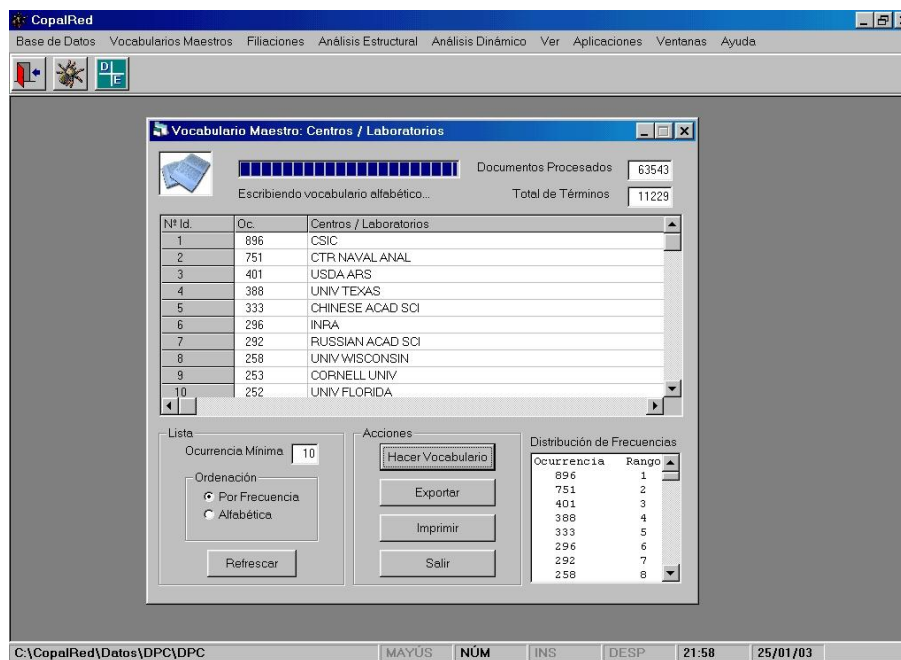 CopalRed
Base de Datos Vocabularios Maestros Filiaciones Análisis Estructural Análisis Dinámico Ver Aplicaciones Ventanas Ayuda
D E
Vocabulario Maestro: Centros / Laboratorios
Documentos Procesados 63543
Escribiendo vocabulario alfabético... Total de Términos 11229
Nº Id. Oc. Centros / Laboratorios
1 896 CSIC
2 751 CTR NAVAL ANAL
3 401 USDA ARS
4 388 UNIV TEXAS
5 333 CHINESE ACAD SCI
6 296 INRA
7 292 RUSSIAN ACAD SCI
8 258 UNIV WISCONSIN
9 253 CORNELL UNIV
10 252 UNIV FLORIDA
Lista
Ocurrencia Mínima 10
Ordenación
Por Frecuencia
Alfabética
Refrescar
Acciones
Hacer Vocabulario
Exportar
Imprimir
Salir
Distribución de Frecuencias
Ocurrencia Rango
896 1
751 2
401 3
388 4
333 5
296 6
292 7
258 8
C:\CopalRed\Datos\DPC\DPC MAYÚS NÚM INS DESP 21:58 25/01/03